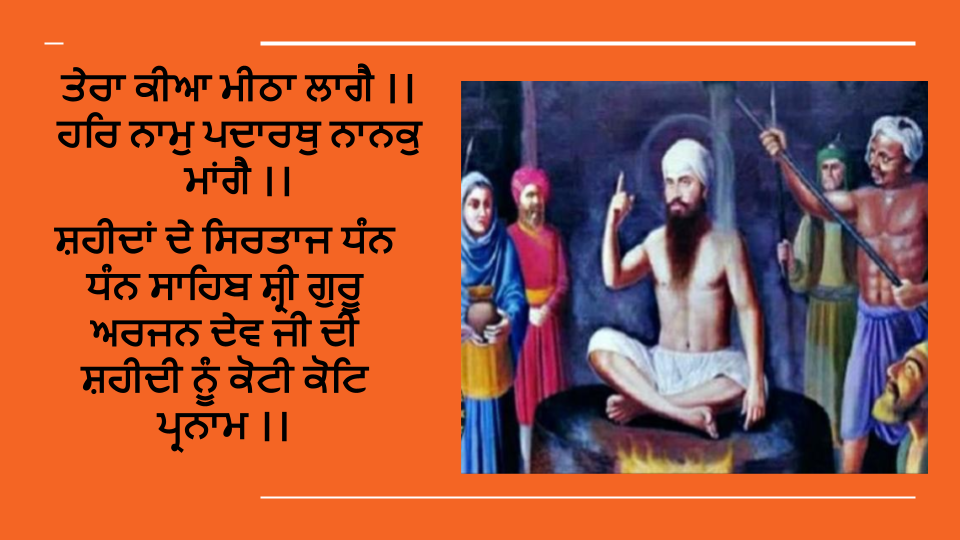 ਤੇਰਾ ਕੀਆ ਮੀਠਾ ਲਾਗੈ ।।
ਹਰਿ ਨਾਮੁ ਪਦਾਰਥੁ ਨਾਨਕੁ
ਮਾਂਗੈ ।।
ਸ਼ਹੀਦਾਂ ਦੇ ਸਿਰਤਾਜ ਧੰਨ
ਧੰਨ ਸਾਹਿਬ ਸ਼੍ਰੀ ਗੁਰੂ
ਅਰਜਨ ਦੇਵ ਜੀ ਦੀ
ਸ਼ਹੀਦੀ ਨੂੰ ਕੋਟੀ ਕੋਟਿ
ਪ੍ਰਨਾਮ ।।